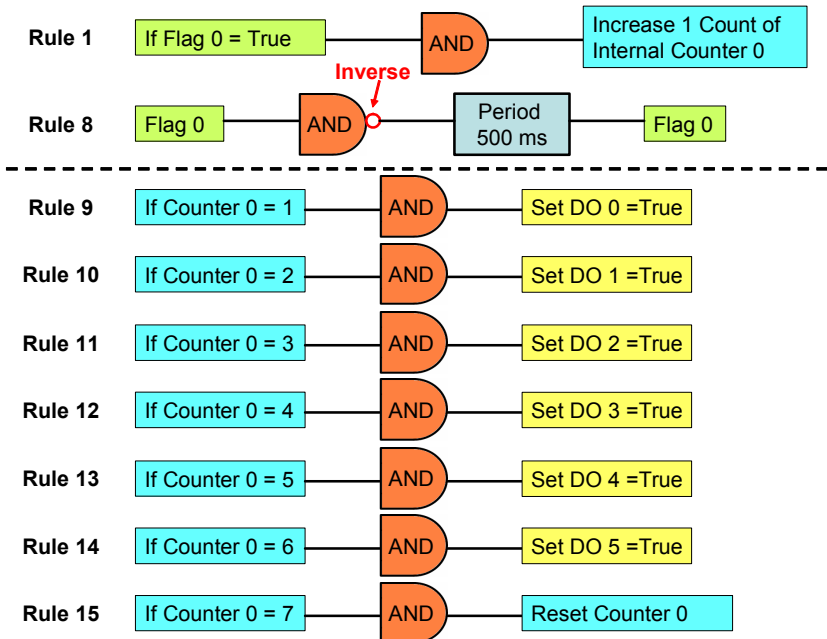 Rule 1
If Flag 0 = True
AND
Increase 1 Count of
Internal Counter 0
Inverse
Rule 8
Flag 0
AND
Period
500 ms
Flag 0
Rule 9
If Counter 0 = 1
AND
Set DO 0 =True
Rule 10
If Counter 0 = 2
AND
Set DO 1 =True
Rule 11
If Counter 0 = 3
AND
Set DO 2 =True
Rule 12
If Counter 0 = 4
AND
Set DO 3 =True
Rule 13
If Counter 0 = 5
AND
Set DO 4 =True
Rule 14
If Counter 0 = 6
AND
Set DO 5 =True
Rule 15
If Counter 0 = 7
AND
Reset Counter 0